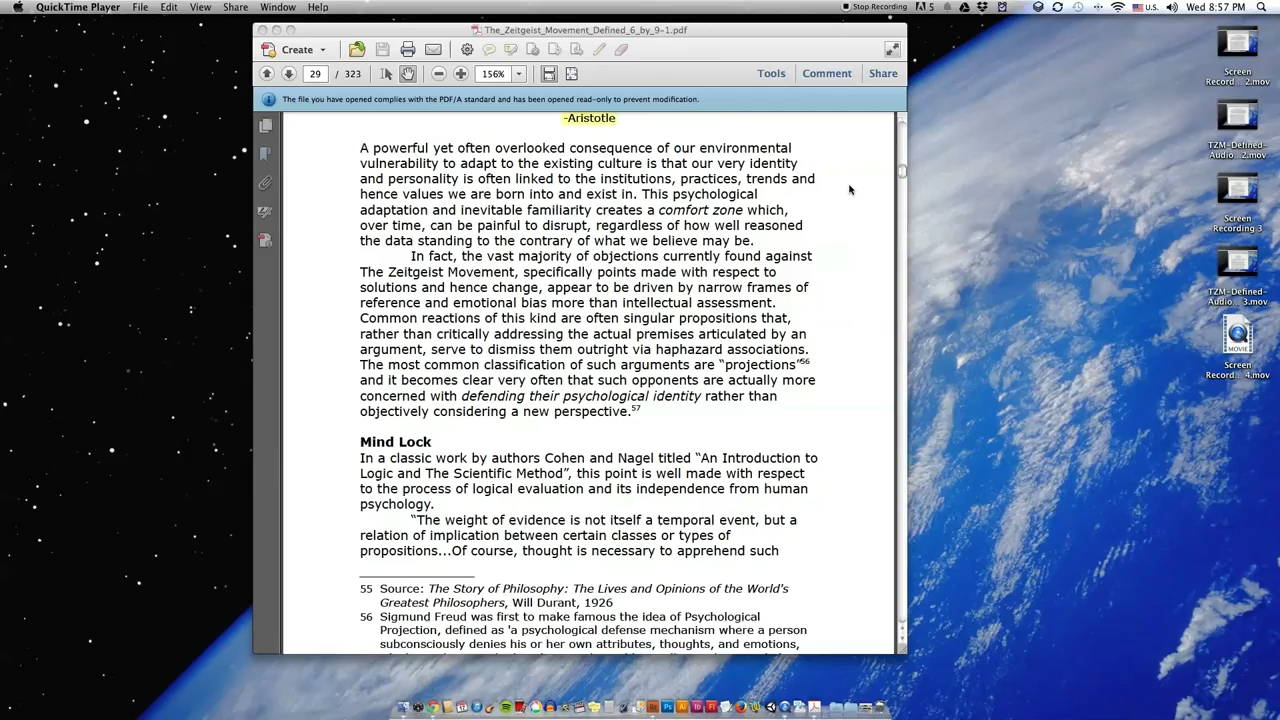 QuickTime Player File Edit View Share Window Help
Stop Recording
5
U.S.
Wed 8:57 PM
The_Zeitgeist_Movement_Defined_6_by_9-1.pdf
Create
29 / 323
156%
Tools Comment Share
The file you have opened complies with the PDF/A standard and has been opened read-only to prevent modification.
-Aristotle
A powerful yet often overlooked consequence of our environmental
vulnerability to adapt to the existing culture is that our very identity
and personality is often linked to the institutions, practices, trends and
hence values we are born into and exist in. This psychological
adaptation and inevitable familiarity creates a comfort zone which,
over time, can be painful to disrupt, regardless of how well reasoned
the data standing to the contrary of what we believe may be.
In fact, the vast majority of objections currently found against
The Zeitgeist Movement, specifically points made with respect to
solutions and hence change, appear to be driven by narrow frames of
reference and emotional bias more than intellectual assessment.
Common reactions of this kind are often singular propositions that,
rather than critically addressing the actual premises articulated by an
argument, serve to dismiss them outright via haphazard associations.
The most common classification of such arguments are “projections”56
and it becomes clear very often that such opponents are actually more
concerned with defending their psychological identity rather than
objectively considering a new perspective.57
Mind Lock
In a classic work by authors Cohen and Nagel titled “An Introduction to
Logic and The Scientific Method”, this point is well made with respect
to the process of logical evaluation and its independence from human
psychology.
“The weight of evidence is not itself a temporal event, but a
relation of implication between certain classes or types of
propositions...Of course, thought is necessary to apprehend such
55 Source: The Story of Philosophy: The Lives and Opinions of the World's
Greatest Philosophers, Will Durant, 1926
56 Sigmund Freud was first to make famous the idea of Psychological
Projection, defined as 'a psychological defense mechanism where a person
subconsciously denies his or her own attributes, thoughts, and emotions,
Screen
Record... 2.mov
TZM-Defined-
Audio...2.mov
Screen
Recording 3
TZM-Defined-
Audio... 3.mov
MOVIE
Screen
Record... 4.mov